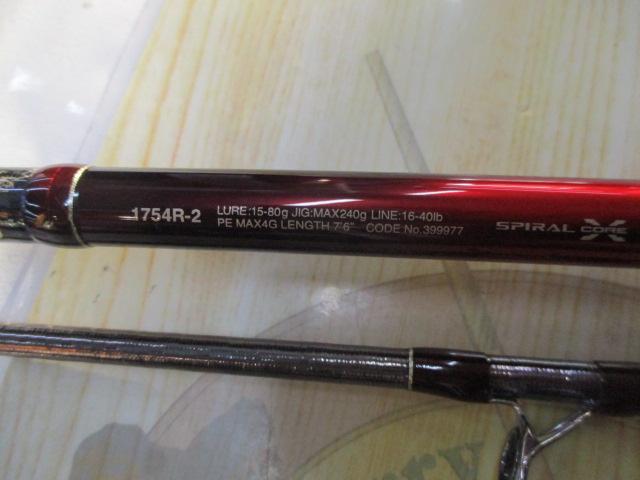 1754R-2
LURE:15-80g JIG:MAX240g LINE:16-40lb
PE MAX4G LENGTH 7'6" CODE No.399977
SPIRAL CORE X